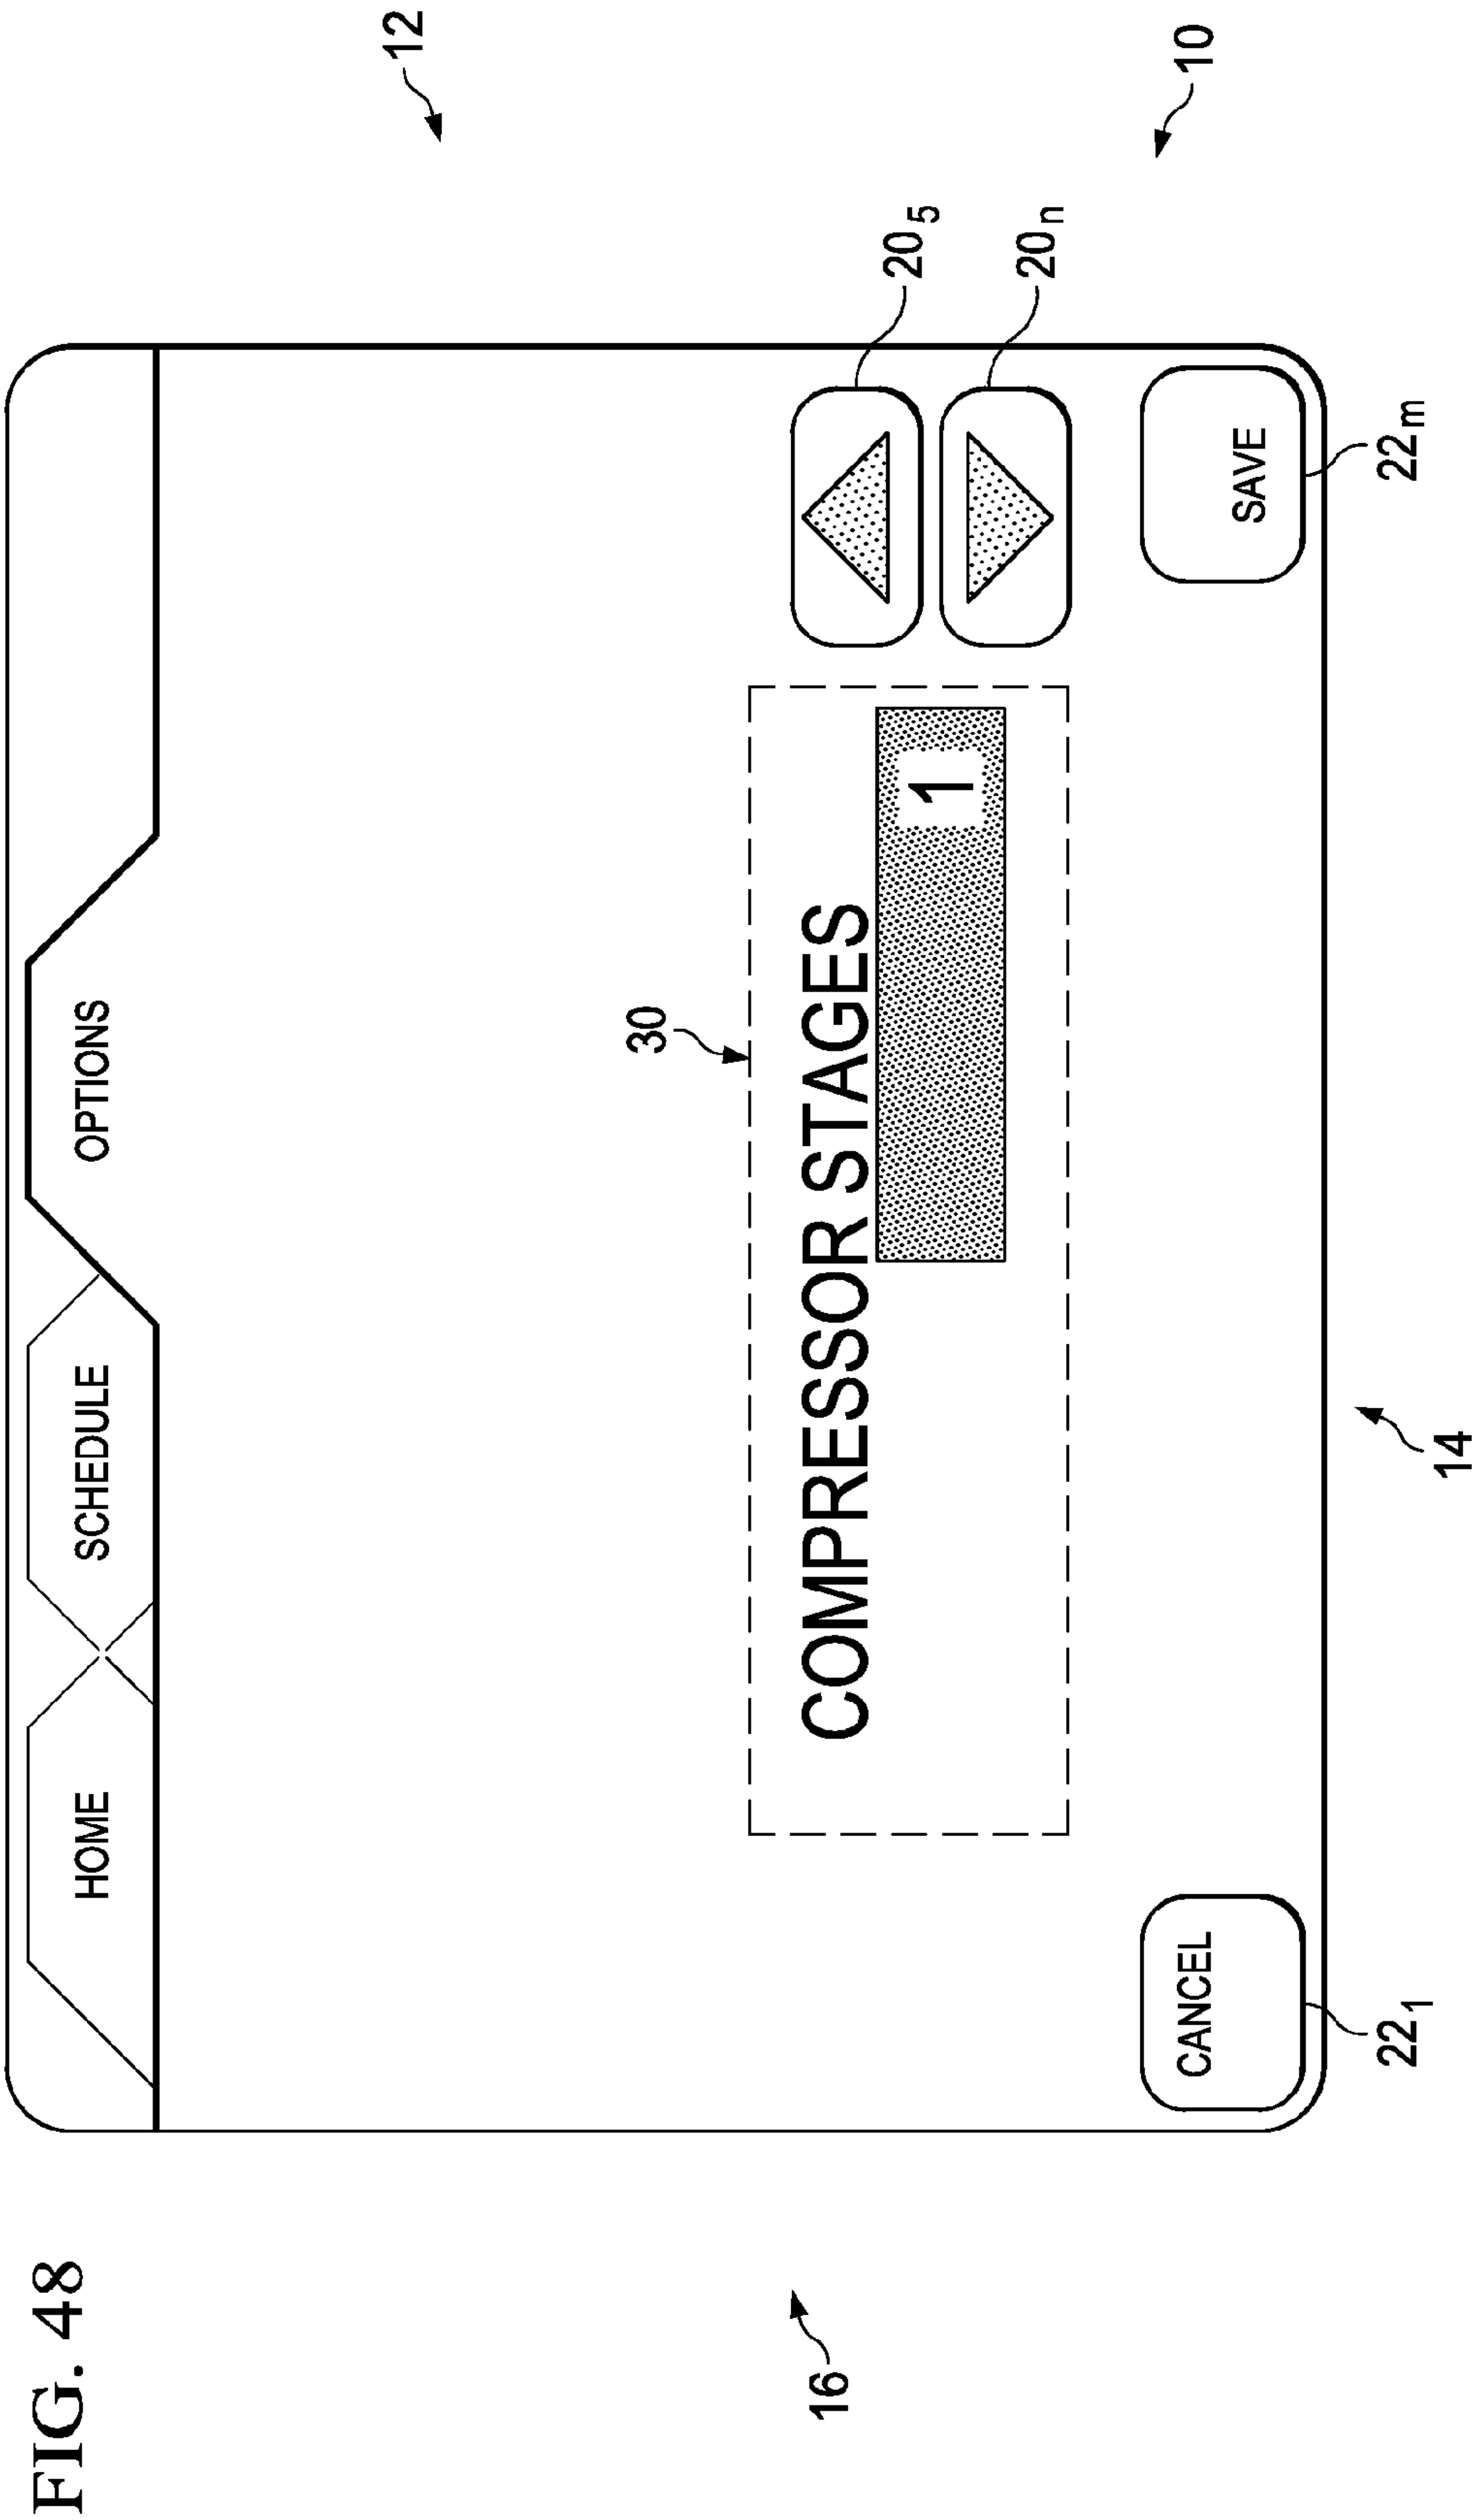 FIG. 48
HOME
SCHEDULE
OPTIONS
12
30
COMPRESSOR STAGES
1
20₅
20ₙ
16
10
CANCEL
SAVE
22₁
22ₘ
14